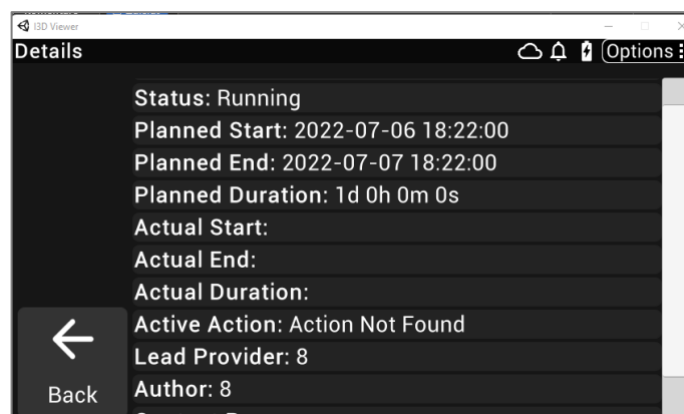 I3D Viewer
Details
Options
Status: Running
Planned Start: 2022-07-06 18:22:00
Planned End: 2022-07-07 18:22:00
Planned Duration: 1d 0h 0m 0s
Actual Start:
Actual End:
Actual Duration:
Active Action: Action Not Found
Lead Provider: 8
Author: 8
Back